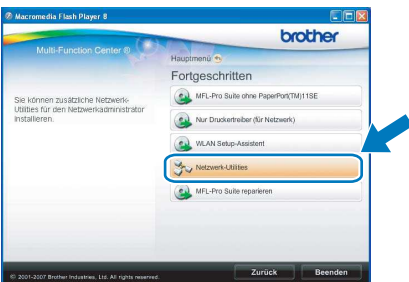 Macromedia Flash Player 8
brother
Multi-Function Center ®
Hauptmenü
Fortgeschritten
Sie können zusätzliche Netzwerk-
Utilities für den Netzwerkadministrator
installieren.
MFL-Pro Suite ohne PaperPort(TM)11SE
Nur Druckertreiber (für Netzwerk)
WLAN Setup-Assistent
Netzwerk-Utilities
MFL-Pro Suite reparieren
© 2001-2007 Brother Industries, Ltd. All rights reserved.
Zurück
Beenden